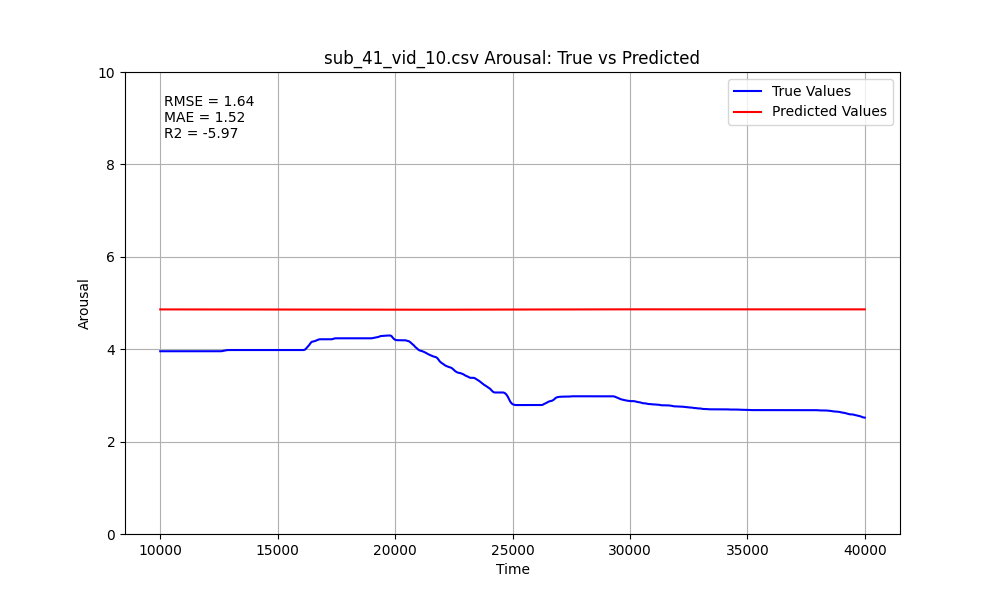 sub_41_vid_10.csv Arousal: True vs Predicted
RMSE = 1.64
MAE = 1.52
R2 = -5.97
True Values
Predicted Values
10
8
6
4
2
0
Arousal
10000
15000
20000
25000
30000
35000
40000
Time